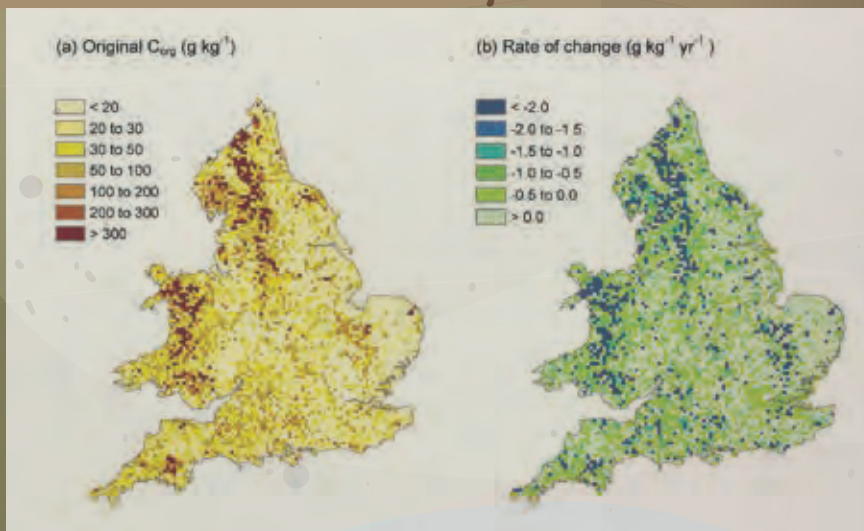 (a) Original Corg (g kg-1)
< 20
20 to 30
30 to 50
50 to 100
100 to 200
200 to 300
> 300
(b) Rate of change (g kg-1 yr-1 )
< -2.0
-2.0 to -1.5
-1.5 to -1.0
-1.0 to -0.5
-0.5 to 0.0
> 0.0